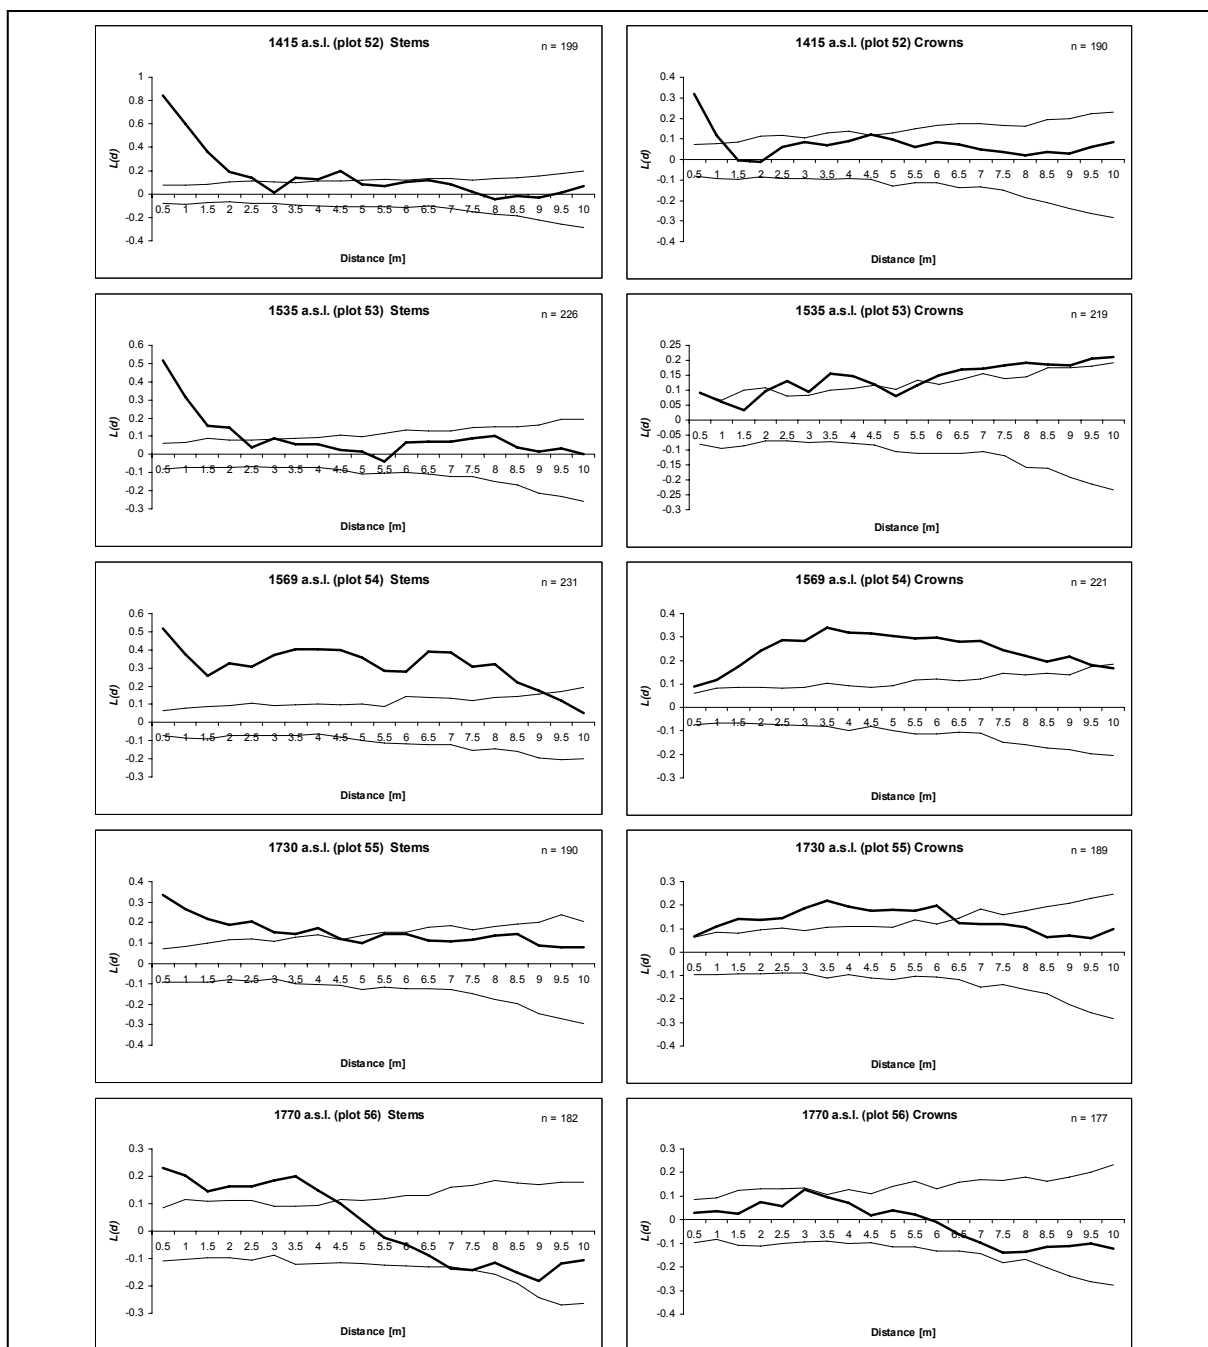 1415 a.s.l. (plot 52) Stems
n = 199
1
0.8
0.6
0.4
0.2
0
-0.2
-0.4
L(d)
0.5 1 1.5 2 2.5 3 3.5 4 4.5 5 5.5 6 6.5 7 7.5 8 8.5 9 9.5 10
Distance [m]
1415 a.s.l. (plot 52) Crowns
n = 190
0.4
0.3
0.2
0.1
0
-0.1
-0.2
-0.3
-0.4
L(d)
0.5 1 1.5 2 2.5 3 3.5 4 4.5 5 5.5 6 6.5 7 7.5 8 8.5 9 9.5 10
Distance [m]
1535 a.s.l. (plot 53) Stems
n = 226
0.6
0.5
0.4
0.3
0.2
0.1
0
-0.1
-0.2
-0.3
L(d)
0.5 1 1.5 2 2.5 3 3.5 4 4.5 5 5.5 6 6.5 7 7.5 8 8.5 9 9.5 10
Distance [m]
1535 a.s.l. (plot 53) Crowns
n = 219
0.25
0.2
0.15
0.1
0.05
0
-0.05
-0.1
-0.15
-0.2
-0.25
-0.3
L(d)
0.5 1 1.5 2 2.5 3 3.5 4 4.5 5 5.5 6 6.5 7 7.5 8 8.5 9 9.5 10
Distance [m]
1569 a.s.l. (plot 54) Stems
n = 231
0.6
0.5
0.4
0.3
0.2
0.1
0
-0.1
-0.2
-0.3
L(d)
0.5 1 1.5 2 2.5 3 3.5 4 4.5 5 5.5 6 6.5 7 7.5 8 8.5 9 9.5 10
Distance [m]
1569 a.s.l. (plot 54) Crowns
n = 221
0.4
0.3
0.2
0.1
0
-0.1
-0.2
-0.3
L(d)
0.5 1 1.5 2 2.5 3 3.5 4 4.5 5 5.5 6 6.5 7 7.5 8 8.5 9 9.5 10
Distance [m]
1730 a.s.l. (plot 55) Stems
n = 190
0.4
0.3
0.2
0.1
0
-0.1
-0.2
-0.3
-0.4
L(d)
0.5 1 1.5 2 2.5 3 3.5 4 4.5 5 5.5 6 6.5 7 7.5 8 8.5 9 9.5 10
Distance [m]
1730 a.s.l. (plot 55) Crowns
n = 189
0.3
0.2
0.1
0
-0.1
-0.2
-0.3
-0.4
L(d)
0.5 1 1.5 2 2.5 3 3.5 4 4.5 5 5.5 6 6.5 7 7.5 8 8.5 9 9.5 10
Distance [m]
1770 a.s.l. (plot 56) Stems
n = 182
0.3
0.2
0.1
0
-0.1
-0.2
-0.3
L(d)
0.5 1 1.5 2 2.5 3 3.5 4 4.5 5 5.5 6 6.5 7 7.5 8 8.5 9 9.5 10
Distance [m]
1770 a.s.l. (plot 56) Crowns
n = 177
0.3
0.2
0.1
0
-0.1
-0.2
-0.3
-0.4
L(d)
0.5 1 1.5 2 2.5 3 3.5 4 4.5 5 5.5 6 6.5 7 7.5 8 8.5 9 9.5 10
Distance [m]